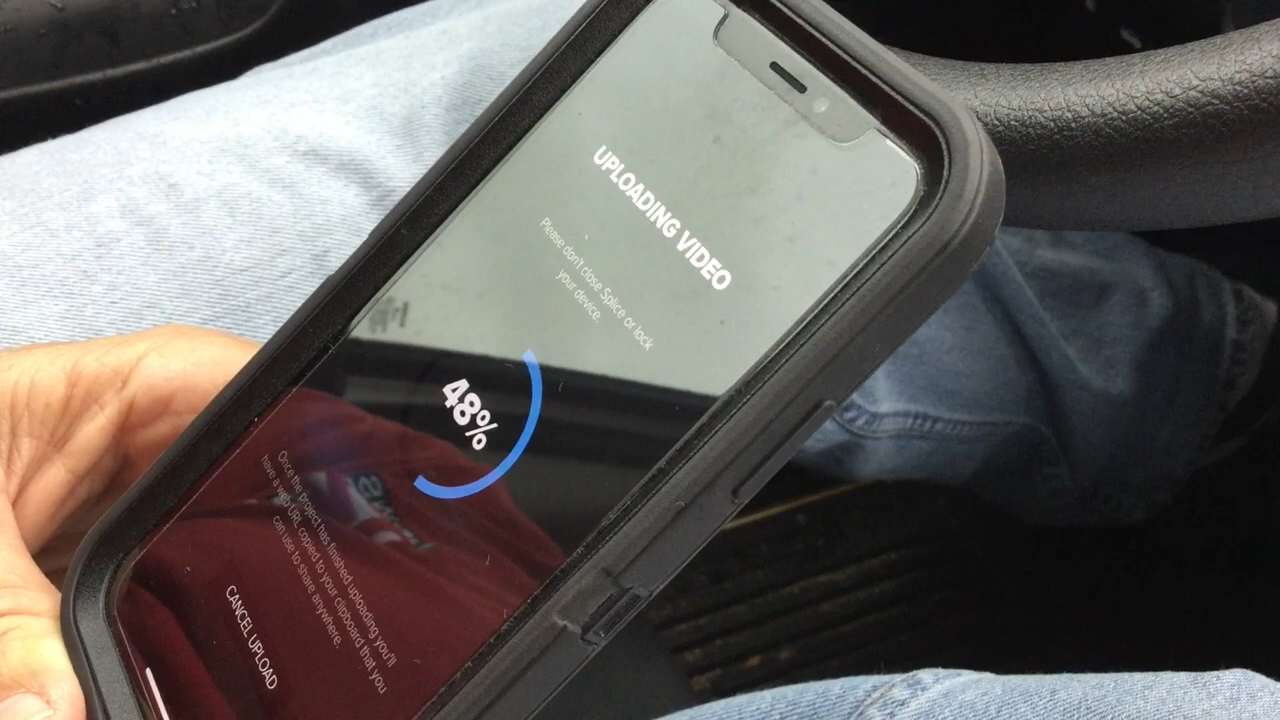 UPLOADING VIDEO
Please don't close Splice or lock
your device.
48%
Once the project has finished uploading you'll
have a web URL copied to your clipboard that you
can use to share anywhere.
CANCEL UPLOAD